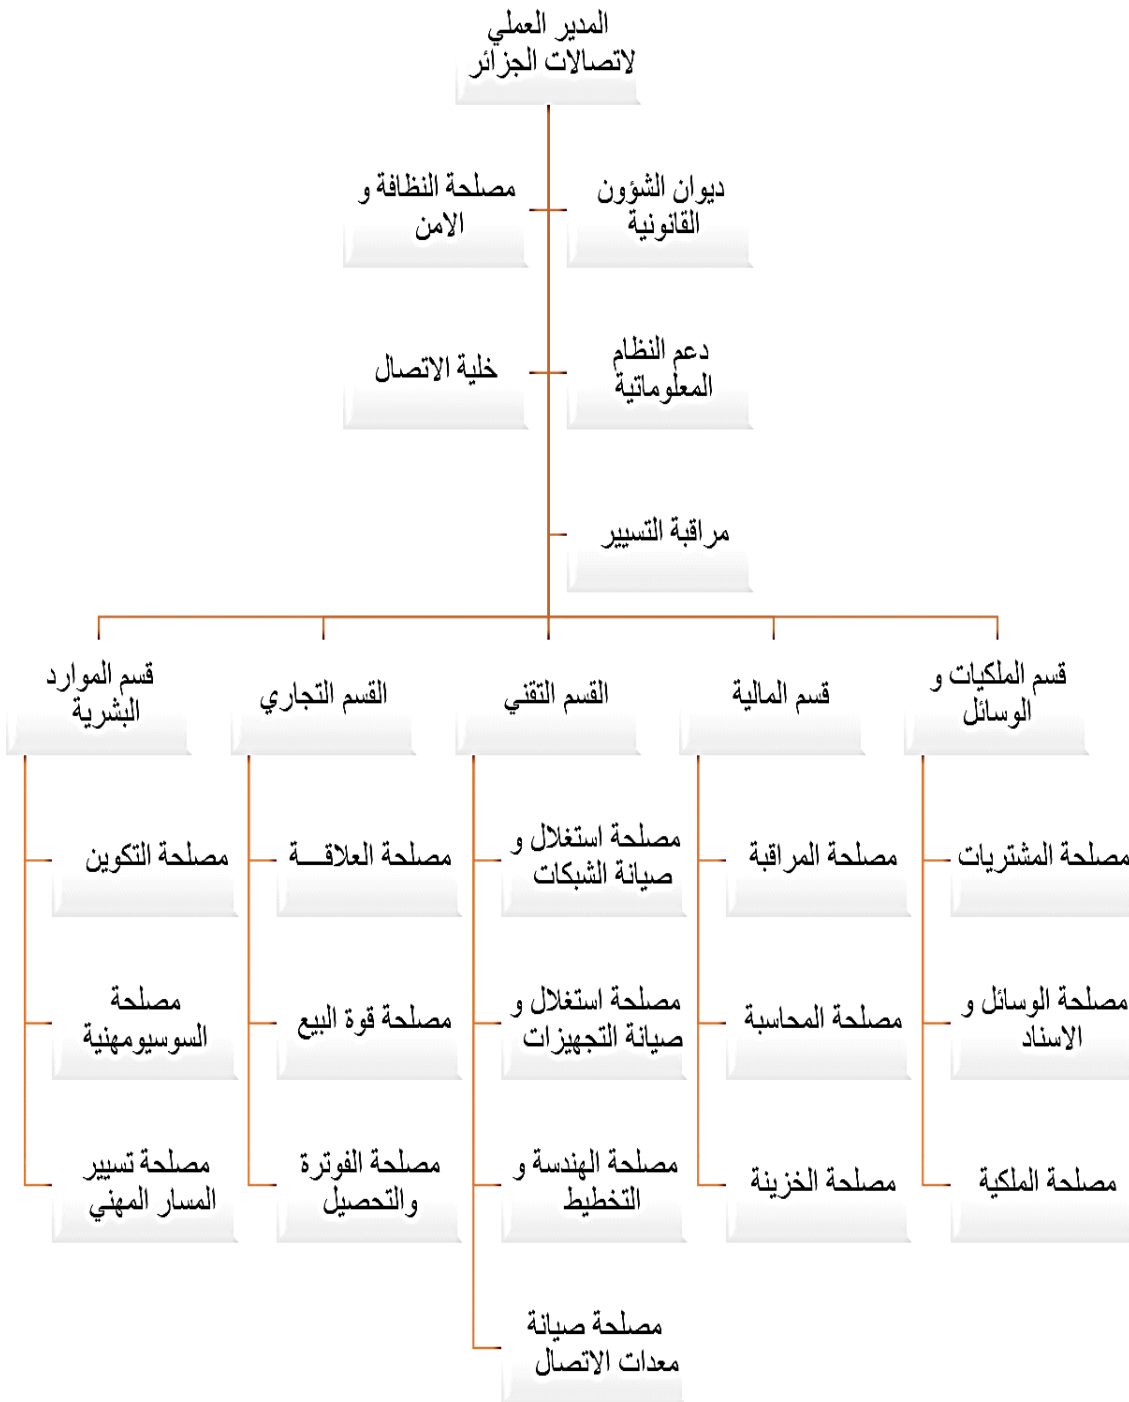 المدير العملي
لاتصالات الجزائر
ديوان الشؤون
القانونية
مصلحة النظافة و
الامن
دعم النظام
المعلوماتية
خلية الاتصال
مراقبة التسيير
قسم الملكيات و
الوسائل
قسم المالية
القسم التقني
القسم التجاري
قسم الموارد
البشرية
مصلحة المشتريات
مصلحة المراقبة
مصلحة استغلال و
صيانة الشبكات
مصلحة العلاقـــة
مصلحة التكوين
مصلحة الوسائل و
الاسناد
مصلحة المحاسبة
مصلحة استغلال و
صيانة التجهيزات
مصلحة قوة البيع
مصلحة
السوسيومهنية
مصلحة الملكية
مصلحة الخزينة
مصلحة الهندسة و
التخطيط
مصلحة الفوترة
والتحصيل
مصلحة تسيير
المسار المهني
مصلحة صيانة
معدات الاتصال